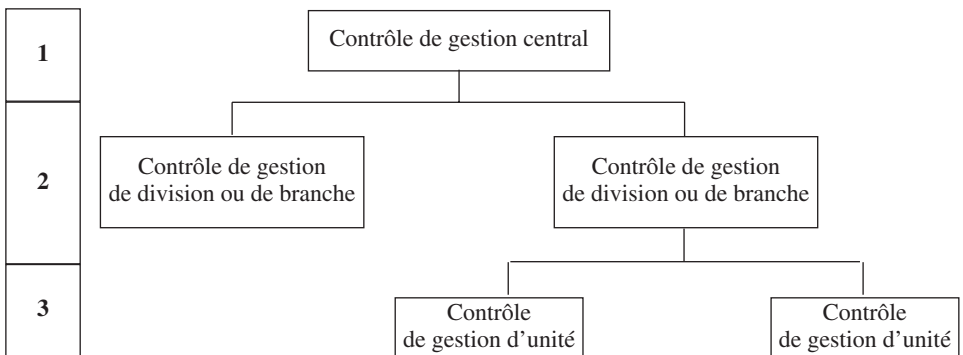 1
Contrôle de gestion central
2
Contrôle de gestion
de division ou de branche
Contrôle de gestion
de division ou de branche
3
Contrôle
de gestion d’unité
Contrôle
de gestion d’unité